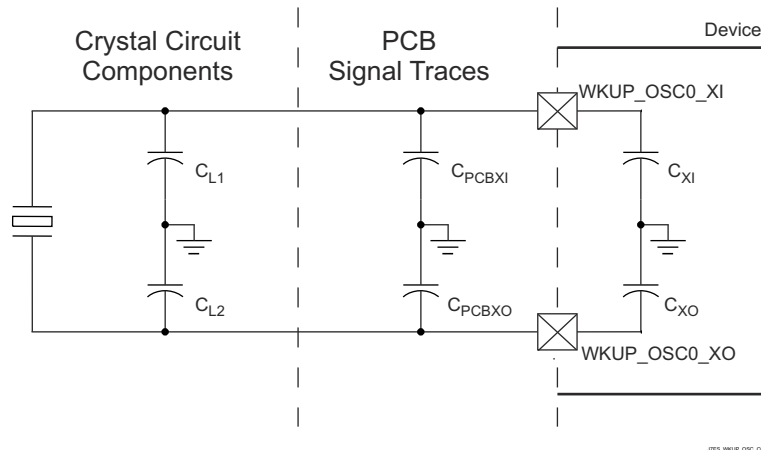 Crystal Circuit
Components
PCB
Signal Traces
Device
WKUP_OSC0_XI
CL1
CPCBXI
CXI
CL2
CPCBXO
CXO
WKUP_OSC0_XO